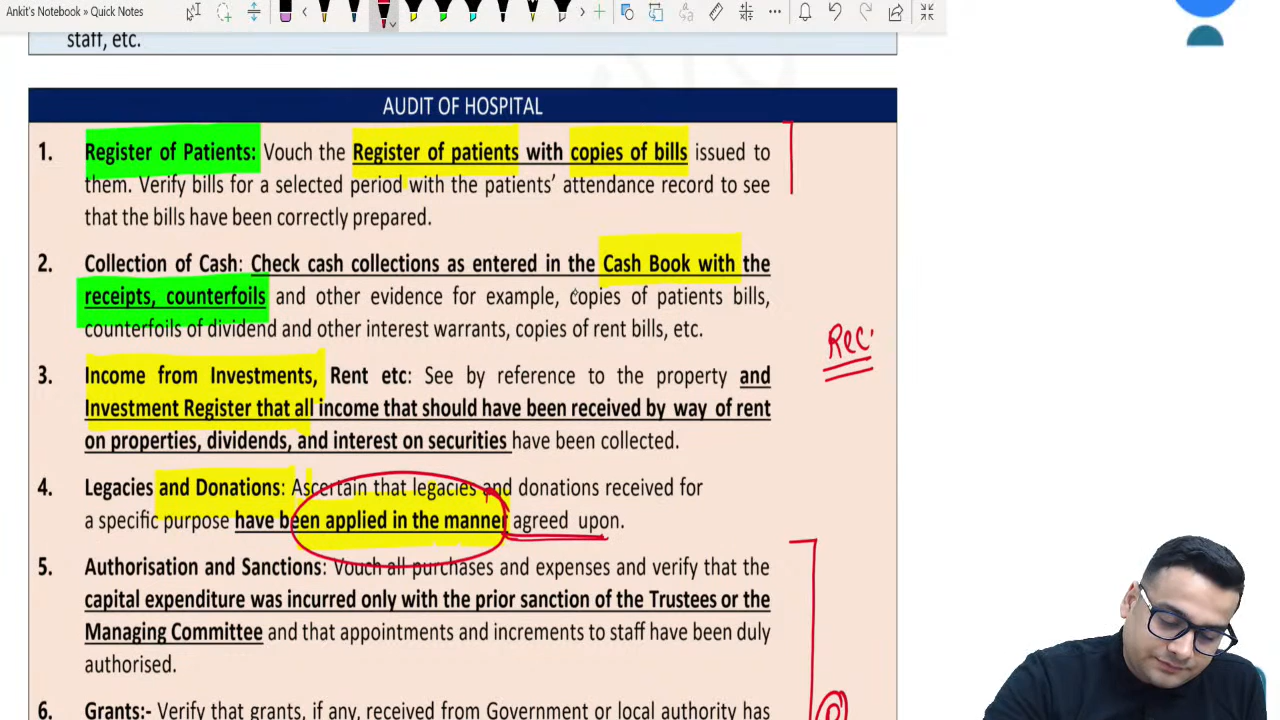 Ankit's Notebook » Quick Notes
staff, etc.
AUDIT OF HOSPITAL
1. Register of Patients: Vouch the Register of patients with copies of bills issued to
them. Verify bills for a selected period with the patients' attendance record to see
that the bills have been correctly prepared.
2. Collection of Cash: Check cash collections as entered in the Cash Book with the
receipts, counterfoils and other evidence for example, copies of patients bills,
counterfoils of dividend and other interest warrants, copies of rent bills, etc.
Rec.
3. Income from Investments, Rent etc: See by reference to the property and
Investment Register that all income that should have been received by way of rent
on properties, dividends, and interest on securities have been collected.
4. Legacies and Donations: Ascertain that legacies and donations received for
a specific purpose have been applied in the manner agreed upon.
5. Authorisation and Sanctions: Vouch all purchases and expenses and verify that the
capital expenditure was incurred only with the prior sanction of the Trustees or the
Managing Committee and that appointments and increments to staff have been duly
authorised.
6. Grants:- Verify that grants, if any, received from Government or local authority has